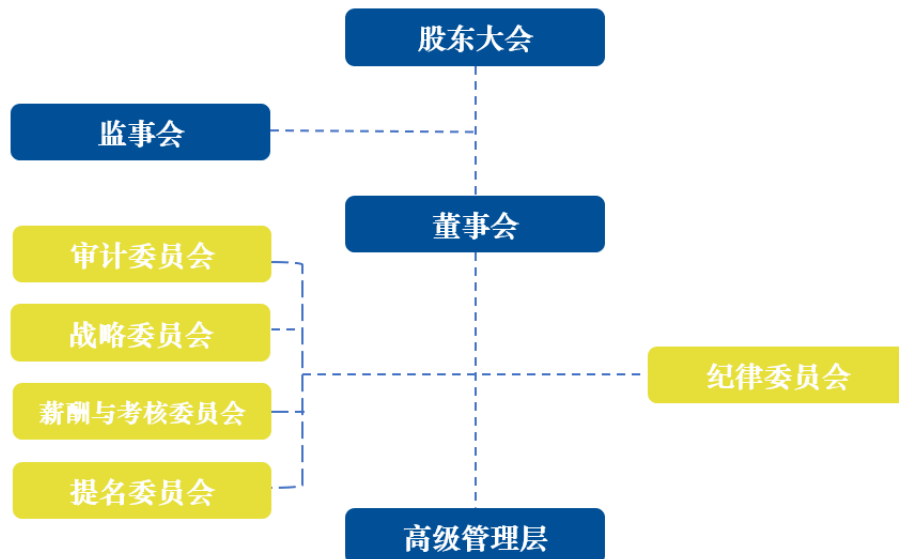 股东大会
监事会
董事会
审计委员会
战略委员会
纪律委员会
薪酬与考核委员会
提名委员会
高级管理层